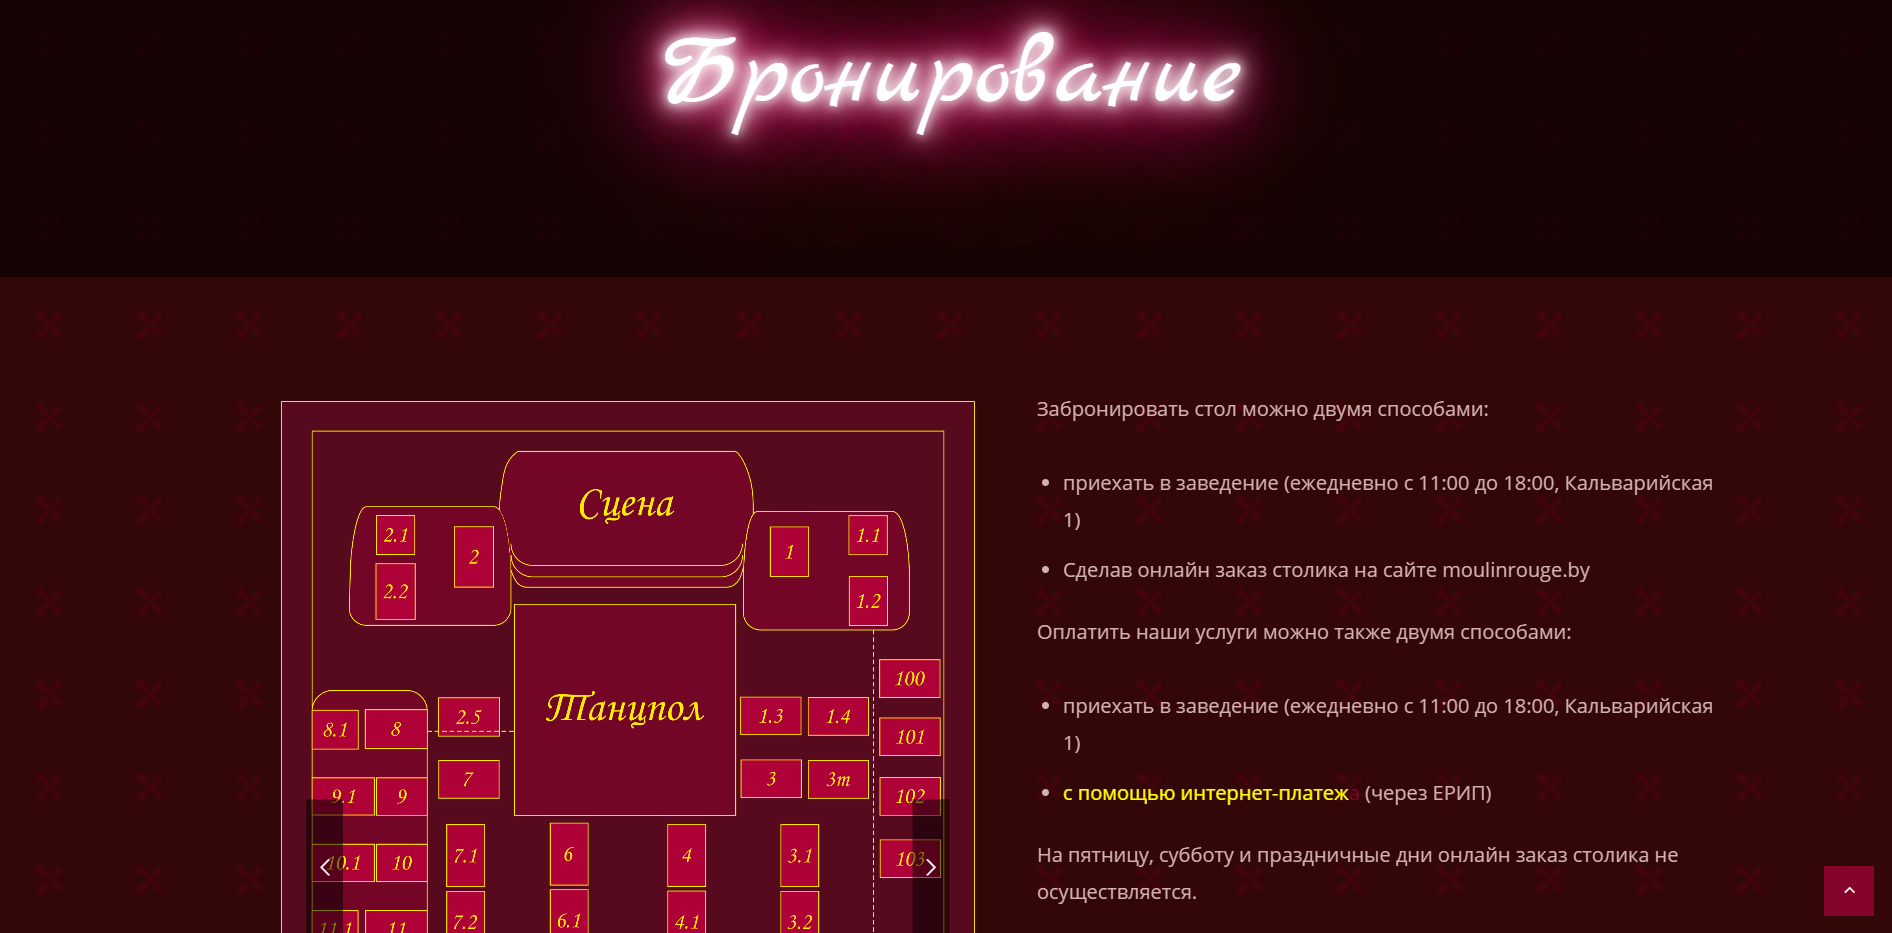 Бронирование
Сцена
2.1
2
1
1.1
2.2
1.2
Танцпол
100
8.1
8
2.5
1.3
1.4
101
7
3
3т
9.1
9
102
10.1
10
7.1
6
4
3.1
103
11.1
11
7.2
6.1
4.1
3.2
Забронировать стол можно двумя способами:
приехать в заведение (ежедневно с 11:00 до 18:00, Кальварийская
1)
Сделав онлайн заказ столика на сайте moulinrouge.by
Оплатить наши услуги можно также двумя способами:
приехать в заведение (ежедневно с 11:00 до 18:00, Кальварийская
1)
с помощью интернет-платежа (через ЕРИП)
На пятницу, субботу и праздничные дни онлайн заказ столика не
осуществляется.